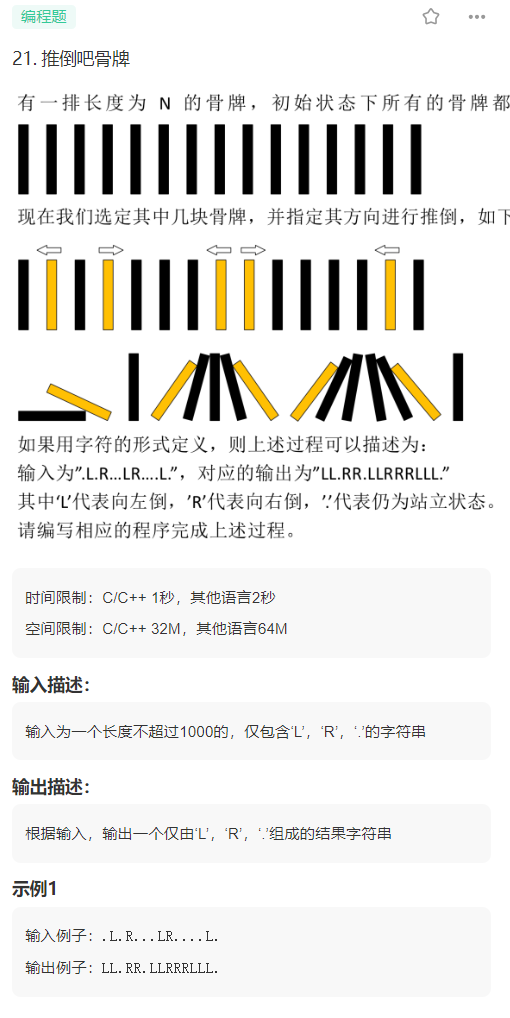 编程题
21. 推倒吧骨牌
有一排长度为 N 的骨牌，初始状态下所有的骨牌都
现在我们选定其中几块骨牌，并指定其方向进行推倒，如下
如果用字符的形式定义，则上述过程可以描述为：
输入为”.L.R...LR....L.”，对应的输出为”LL.RR.LLRRRLLL.”
其中‘L’代表向左倒，’R’代表向右倒，’.’代表仍为站立状态。
请编写相应的程序完成上述过程。
时间限制：C/C++ 1秒，其他语言2秒
空间限制：C/C++ 32M，其他语言64M
输入描述：
输入为一个长度不超过1000的，仅包含‘L’，‘R’，‘.’的字符串
输出描述：
根据输入，输出一个仅由‘L’，‘R’，‘.’组成的结果字符串
示例1
输入例子：.L.R...LR....L.
输出例子：LL.RR.LLRRRLLL.